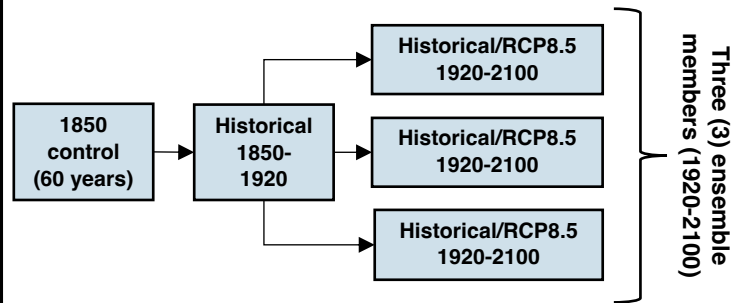 1850
control
(60 years)
Historical
1850-
1920
Historical/RCP8.5
1920-2100
Historical/RCP8.5
1920-2100
Historical/RCP8.5
1920-2100
Three (3) ensemble
members (1920-2100)